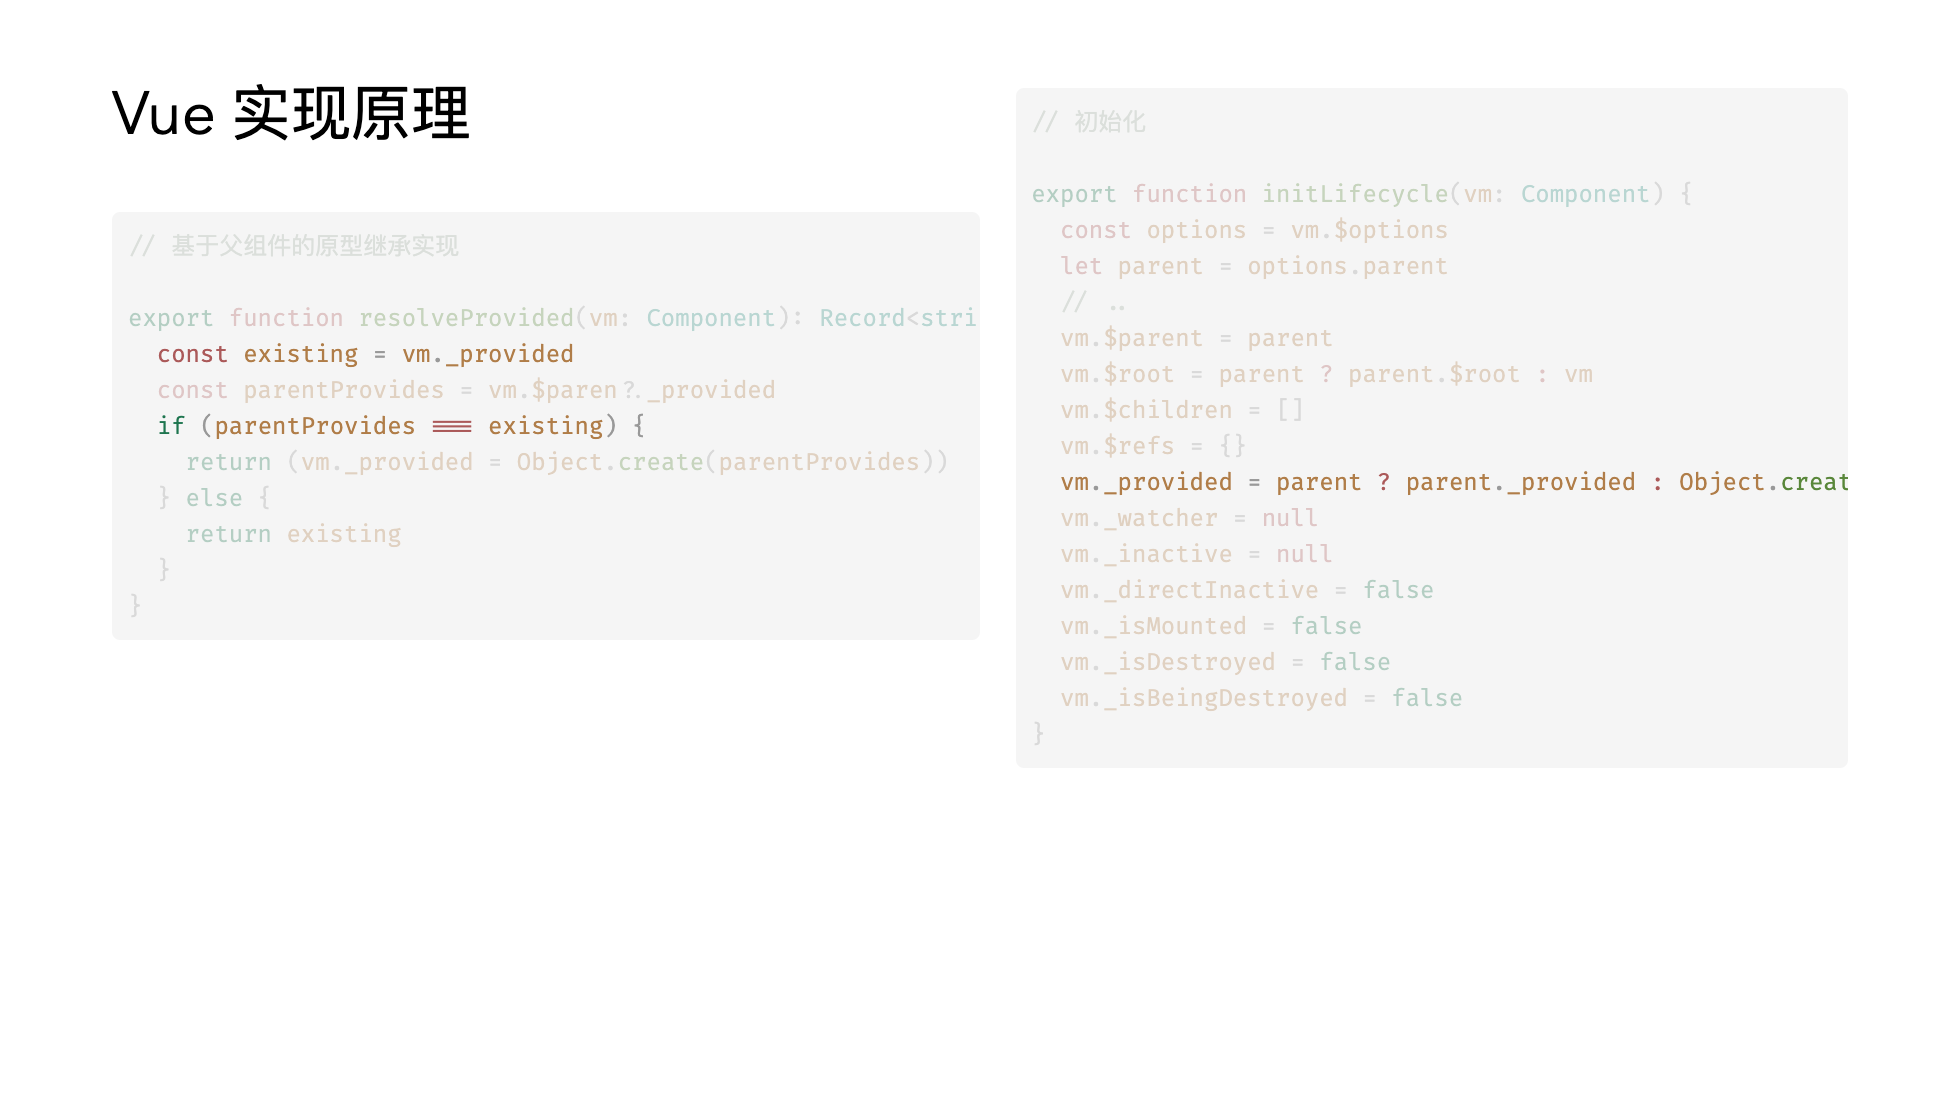 Vue 实现原理
// 基于父组件的原型继承实现
export function resolveProvided(vm: Component): Record<stri
  const existing = vm._provided
  const parentProvides = vm.$paren?._provided
  if (parentProvides === existing) {
    return (vm._provided = Object.create(parentProvides))
  } else {
    return existing
  }
}
// 初始化
export function initLifecycle(vm: Component) {
  const options = vm.$options
  let parent = options.parent
  // ..
  vm.$parent = parent
  vm.$root = parent ? parent.$root : vm
  vm.$children = []
  vm.$refs = {}
  vm._provided = parent ? parent._provided : Object.creat
  vm._watcher = null
  vm._inactive = null
  vm._directInactive = false
  vm._isMounted = false
  vm._isDestroyed = false
  vm._isBeingDestroyed = false
}